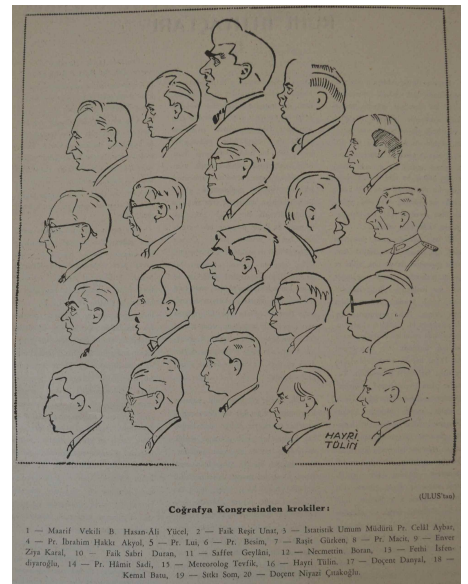 HAYRİ
TOLIM
(ULUS'tan)
Coğrafya Kongresinden krokiler:
1 — Maarif Vekili B. Hasan-Âli Yücel, 2 — Faik Reşit Unat, 3 — İstatistik Umum Müdürü Pr. Celâl Aybar,
4 — Pr. İbrahim Hakkı Akyol, 5 — Pr. Lui, 6 — Pr. Besim, 7 — Raşit Gürken, 8 — Pr. Macit, 9 — Enver
Ziya Karal, 10 — Faik Sabri Duran, 11 — Saffet Geylâni, 12 — Necmettin Boran, 13 — Fethi İsfen-
diyaroğlu, 14 — Pr. Hâmit Sadi, 15 — Meteorolog Tevfik, 16 — Hayri Tülin, 17 — Doçent Danyal, 18 —
Kemal Batu, 19 — Sıtkı Som, 20 — Doçent Niyazi Çıtakoğlu.